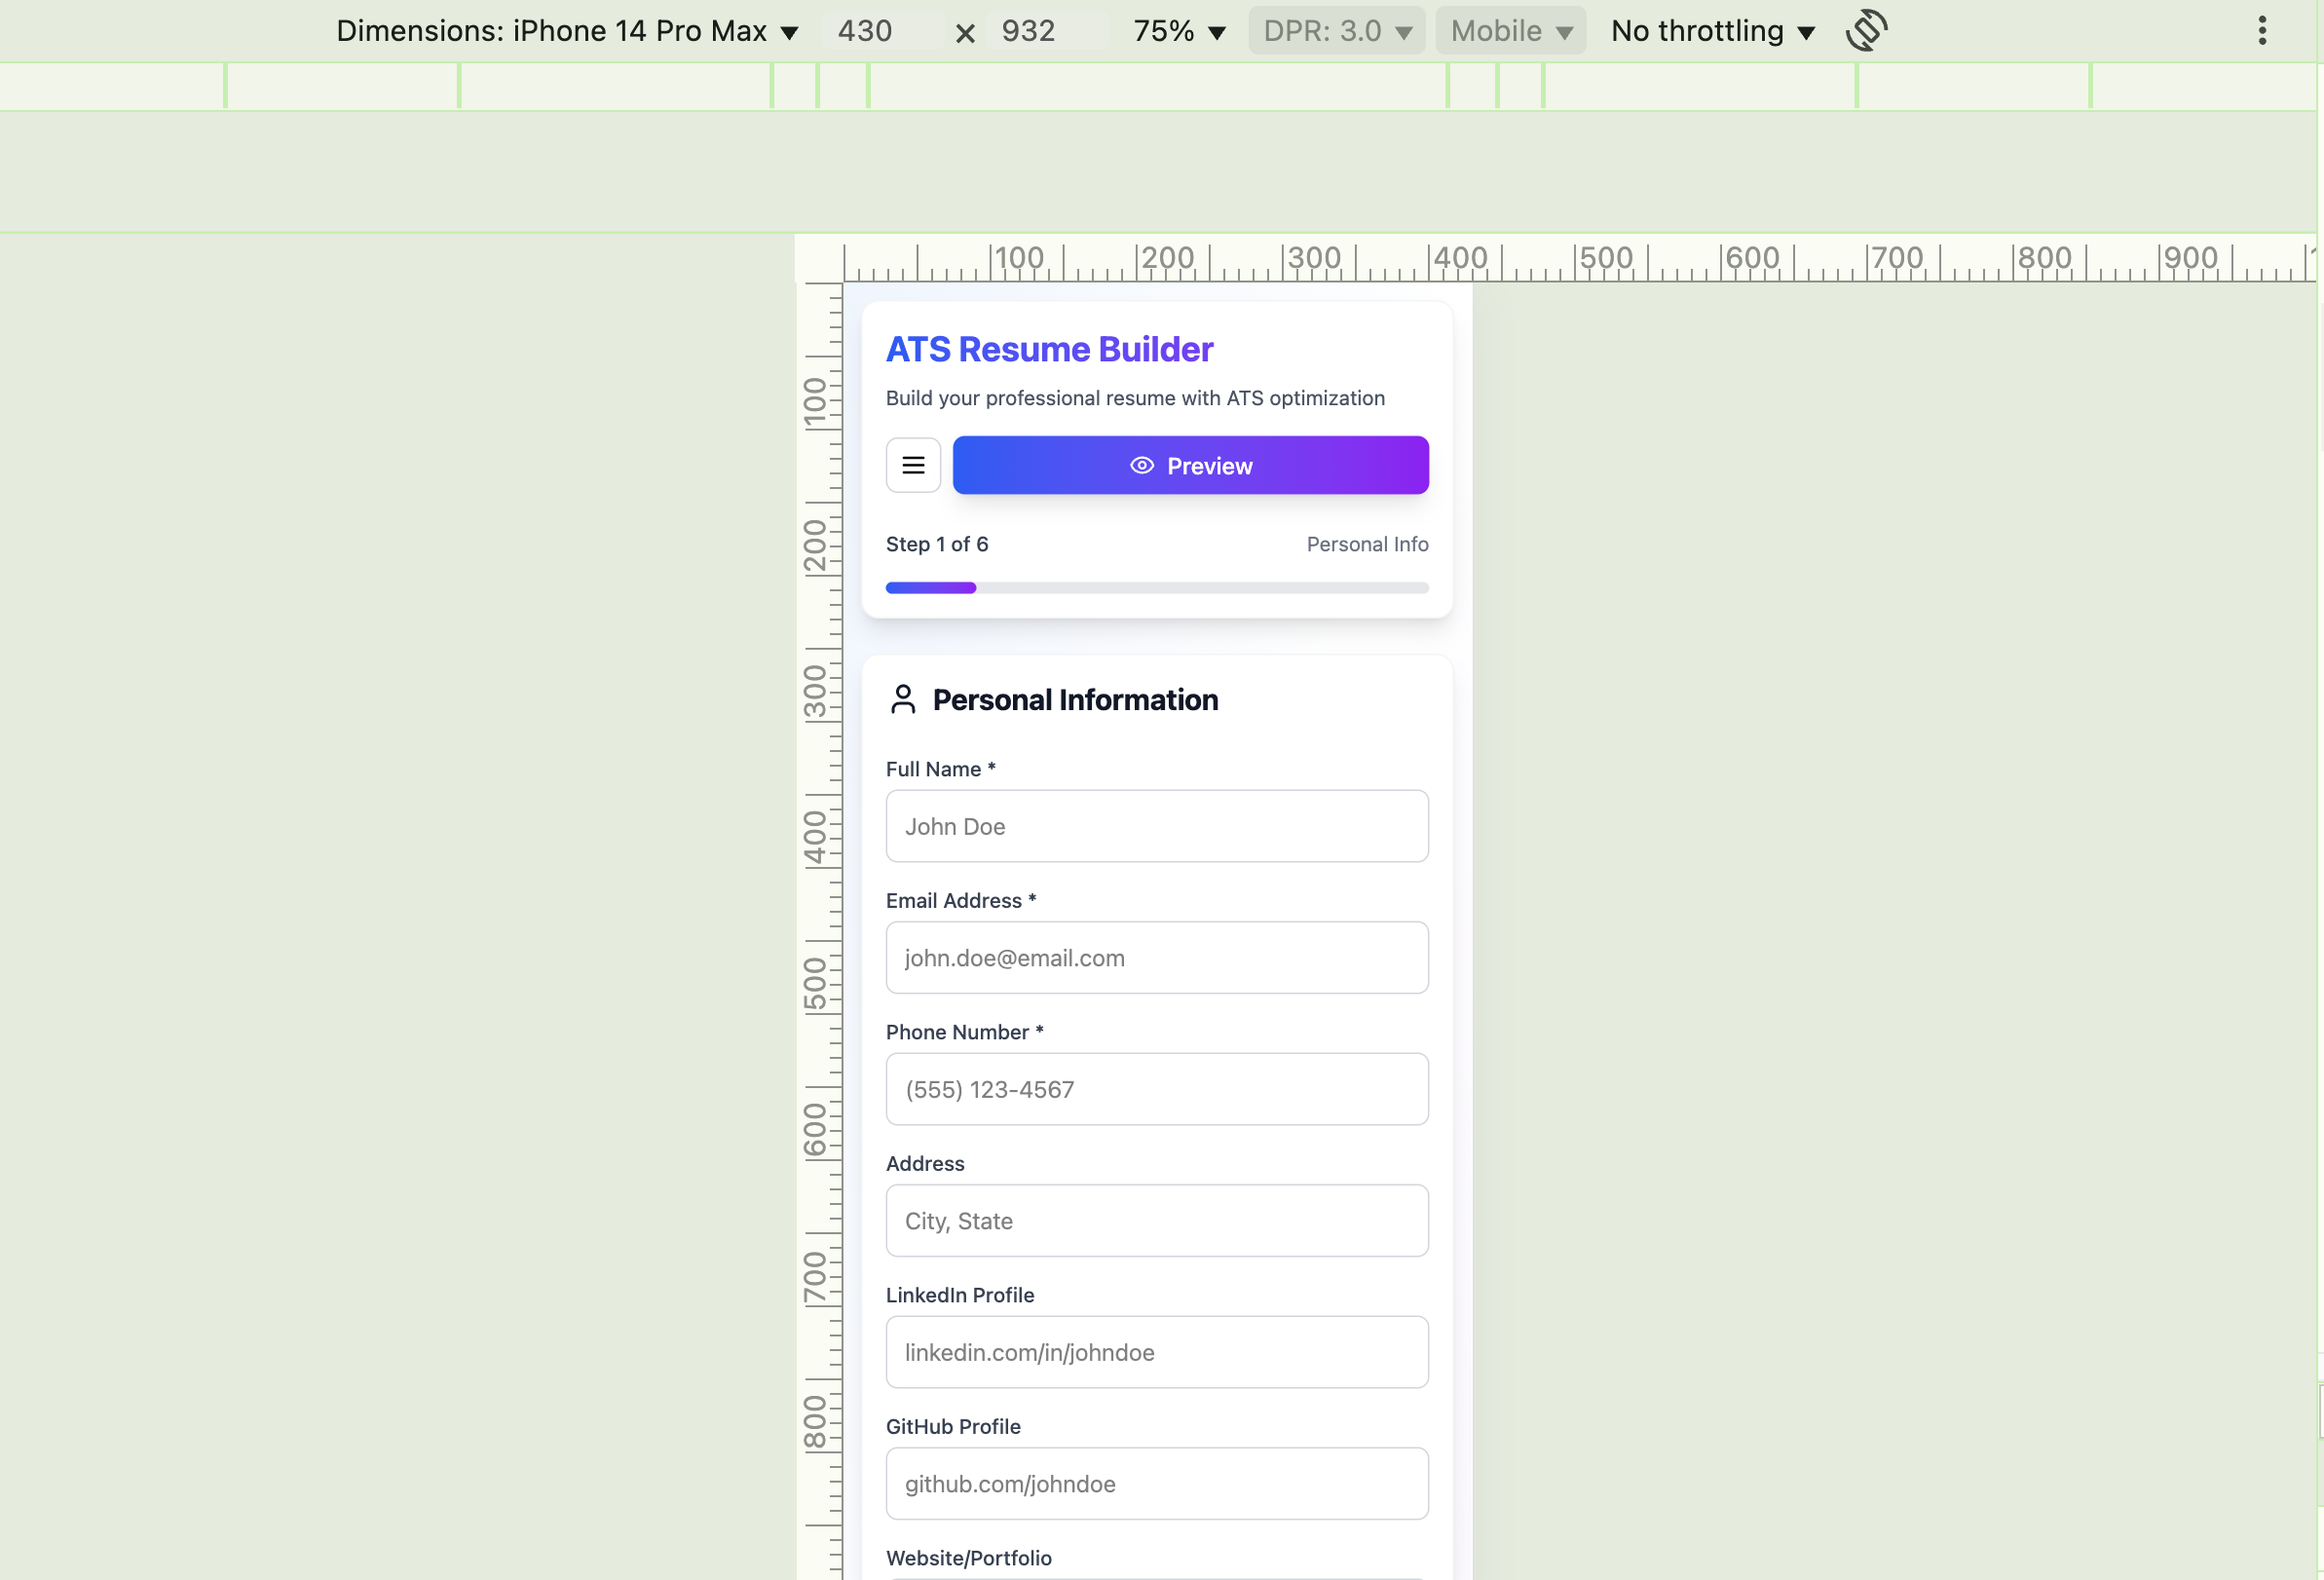 Dimensions: iPhone 14 Pro Max 430 × 932 75% DPR: 3.0 Mobile No throttling
100 200 300 400 500 600 700 800 900
100
200
300
400
500
600
700
800
ATS Resume Builder
Build your professional resume with ATS optimization
Preview
Step 1 of 6 Personal Info
Personal Information
Full Name *
John Doe
Email Address *
john.doe@email.com
Phone Number *
(555) 123-4567
Address
City, State
LinkedIn Profile
linkedin.com/in/johndoe
GitHub Profile
github.com/johndoe
Website/Portfolio